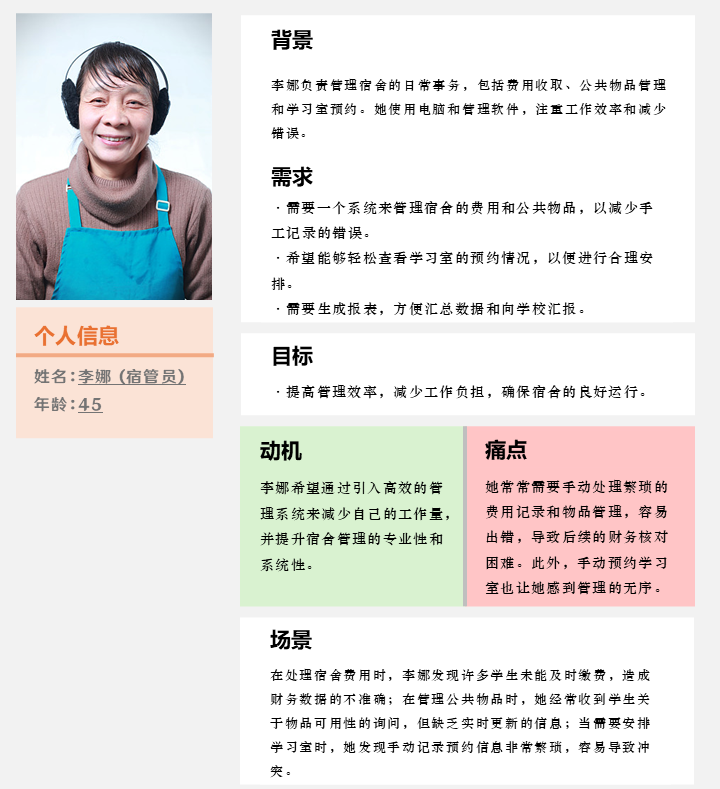 个人信息
姓名：李娜（宿管员）
年龄：45
背景
李娜负责管理宿舍的日常事务，包括费用收取、公共物品管理
和学习室预约。她使用电脑和管理软件，注重工作效率和减少
错误。
需求
·需要一个系统来管理宿舍的费用和公共物品，以减少手
工记录的错误。
·希望能够轻松查看学习室的预约情况，以便进行合理安
排。
·需要生成报表，方便汇总数据和向学校汇报。
目标
·提高管理效率，减少工作负担，确保宿舍的良好运行。
动机
李娜希望通过引入高效的管
理系统来减少自己的工作量，
并提升宿舍管理的专业性和
系统性。
痛点
她常常需要手动处理繁琐的
费用记录和物品管理，容易
出错，导致后续的财务核对
困难。此外，手动预约学习
室也让她感到管理的无序。
场景
在处理宿舍费用时，李娜发现许多学生未能及时缴费，造成
财务数据的不准确；在管理公共物品时，她经常收到学生关
于物品可用性的询问，但缺乏实时更新的信息；当需要安排
学习室时，她发现手动记录预约信息非常繁琐，容易导致冲
突。